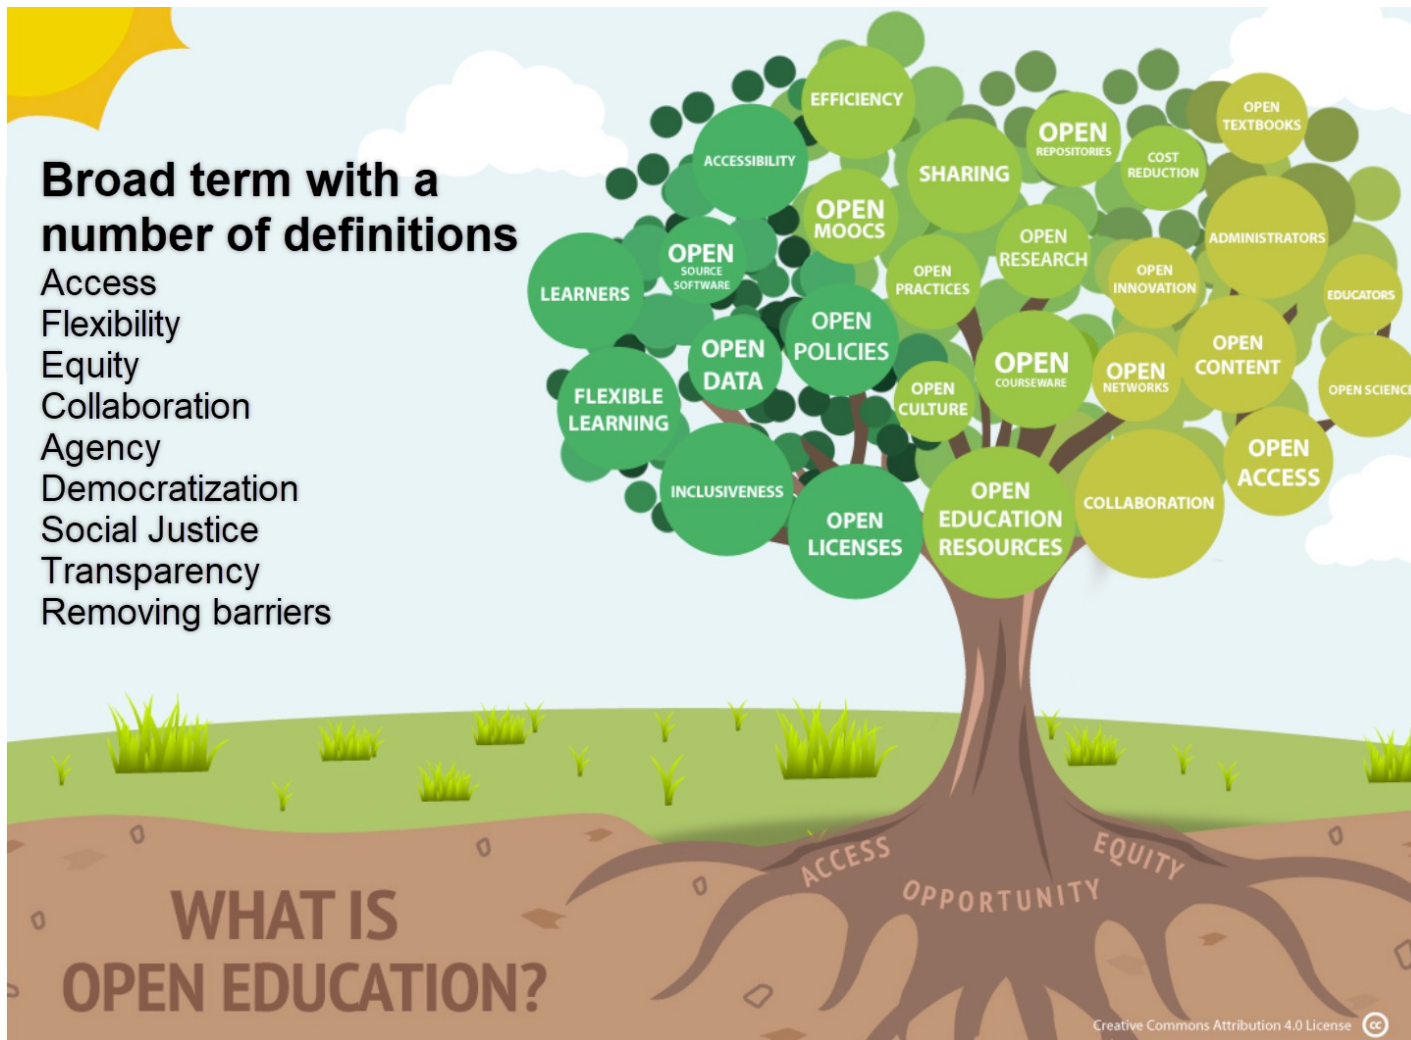 Broad term with a
number of definitions
Access
Flexibility
Equity
Collaboration
Agency
Democratization
Social Justice
Transparency
Removing barriers
EFFICIENCY
ACCESSIBILITY
SHARING
OPEN
REPOSITORIES
COST
REDUCTION
OPEN
TEXTBOOKS
OPEN
MOOCS
OPEN
SOURCE
SOFTWARE
LEARNERS
OPEN
PRACTICES
OPEN
RESEARCH
OPEN
INNOVATION
ADMINISTRATORS
EDUCATORS
OPEN
POLICIES
OPEN
DATA
FLEXIBLE
LEARNING
OPEN
CULTURE
OPEN
COURSEWARE
OPEN
NETWORKS
OPEN
CONTENT
OPEN SCIENCE
INCLUSIVENESS
OPEN
LICENSES
OPEN
EDUCATION
RESOURCES
COLLABORATION
OPEN
ACCESS
ACCESS
OPPORTUNITY
EQUITY
WHAT IS
OPEN EDUCATION?
Creative Commons Attribution 4.0 License
cc